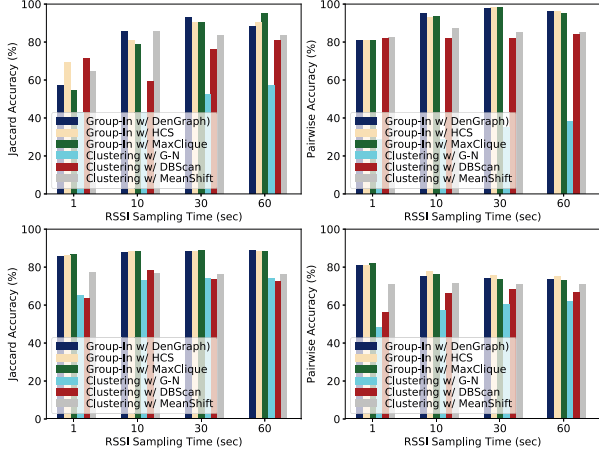 100
80
60
40
20
0
Jaccard Accuracy (%)
Group-In w/ DenGraph)
Group-In w/ HCS
Group-In w/ MaxClique
Clustering w/ G-N
Clustering w/ DBScan
Clustering w/ MeanShift
1 10 30 60
RSSI Sampling Time (sec)
100
80
60
40
20
0
Pairwise Accuracy (%)
Group-In w/ DenGraph)
Group-In w/ HCS
Group-In w/ MaxClique
Clustering w/ G-N
Clustering w/ DBScan
Clustering w/ MeanShift
1 10 30 60
RSSI Sampling Time (sec)
100
80
60
40
20
0
Jaccard Accuracy (%)
Group-In w/ DenGraph)
Group-In w/ HCS
Group-In w/ MaxClique
Clustering w/ G-N
Clustering w/ DBScan
Clustering w/ MeanShift
1 10 30 60
RSSI Sampling Time (sec)
100
80
60
40
20
0
Pairwise Accuracy (%)
Group-In w/ DenGraph)
Group-In w/ HCS
Group-In w/ MaxClique
Clustering w/ G-N
Clustering w/ DBScan
Clustering w/ MeanShift
1 10 30 60
RSSI Sampling Time (sec)